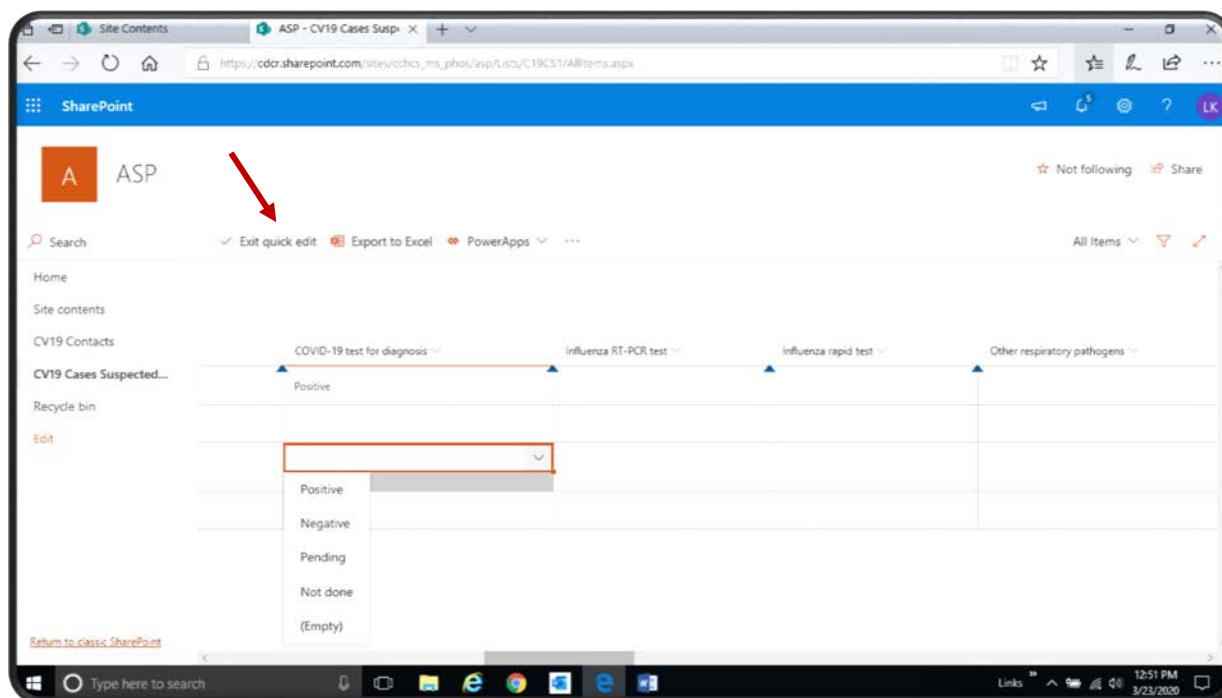 Site Contents
ASP - CV19 Cases Susp
https://cdcr.sharepoint.com/sites/cchcs_ms_phos/asp/Lists/C19CS1/AllItems.aspx
SharePoint
5
?
LK
A
ASP
Not following
Share
Search
Exit quick edit
Export to Excel
PowerApps
...
All Items
Home
Site contents
CV19 Contacts
CV19 Cases Suspected...
Recycle bin
Edit
COVID-19 test for diagnosis
Influenza RT-PCR test
Influenza rapid test
Other respiratory pathogens
Positive
Positive
Negative
Pending
Not done
(Empty)
Return to classic SharePoint
Type here to search
Links
12:51 PM
3/23/2020